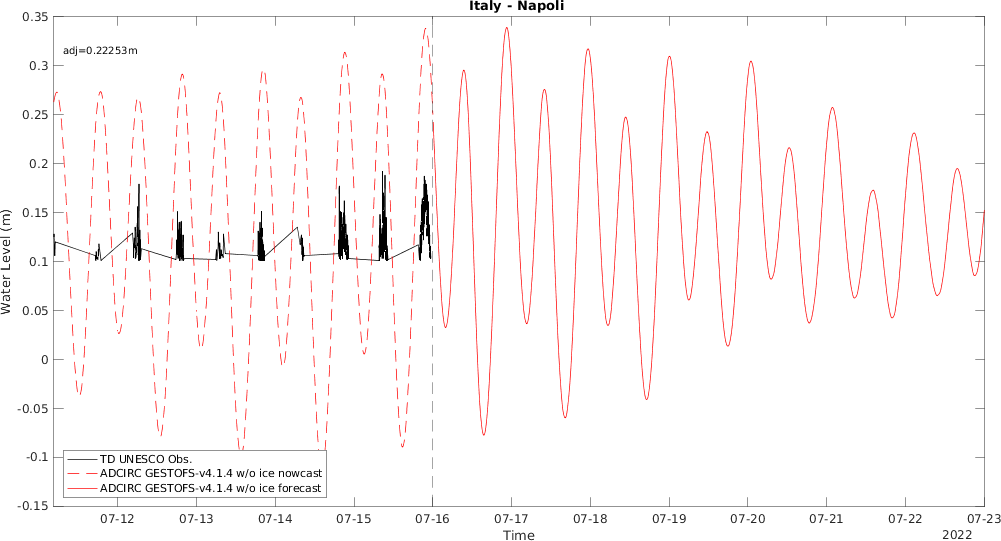 Italy - Napoli
adj=0.22253m
0.35
0.3
0.25
0.2
0.15
0.1
0.05
0
-0.05
-0.1
-0.15
Water Level (m)
TD UNESCO Obs.
ADCIRC GESTOFS-v4.1.4 w/o ice nowcast
ADCIRC GESTOFS-v4.1.4 w/o ice forecast
07-12 07-13 07-14 07-15 07-16 07-17 07-18 07-19 07-20 07-21 07-22 07-23
Time
2022